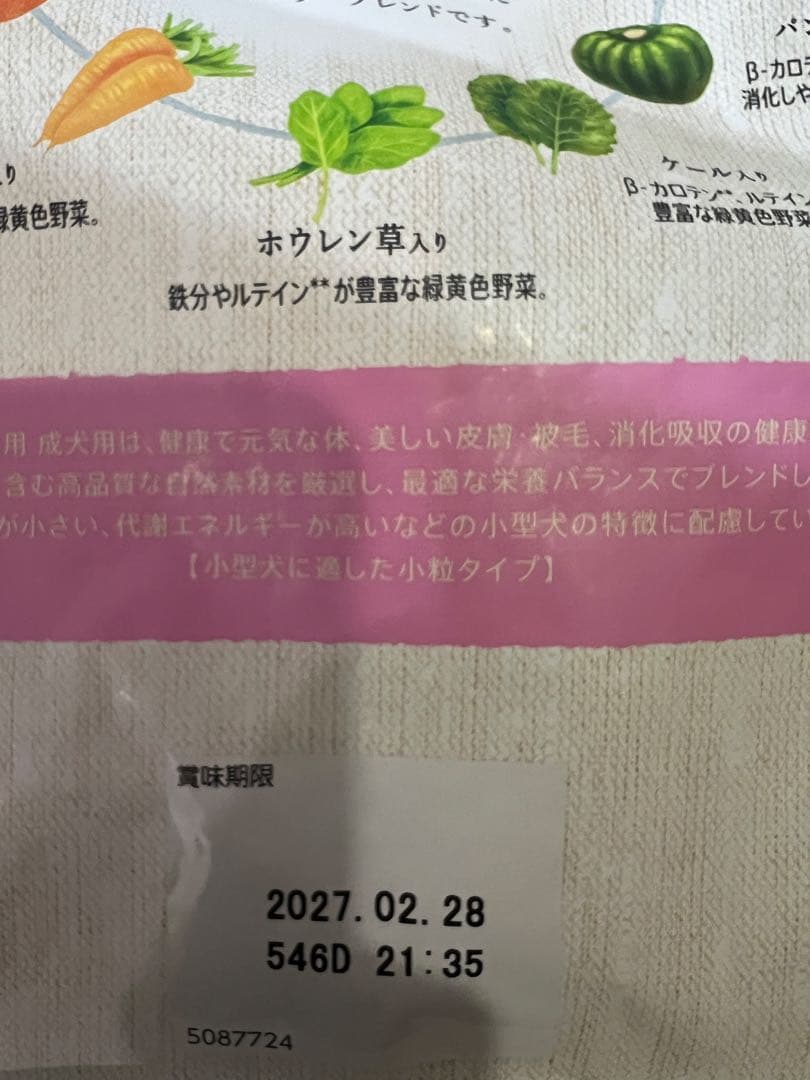 ブレンドです。
パン
β-カロテ
消化しや
入り
緑黄色野菜。
ケール入り
β-カロテン**、ルテイン
豊富な緑黄色野菜
ホウレン草入り
鉄分やルテイン**が豊富な緑黄色野菜。
用 成犬用は、健康で元気な体、美しい皮膚・被毛、消化吸収の健康
含む高品質な自然素材を厳選し、最適な栄養バランスでブレンドし
が小さい、代謝エネルギーが高いなどの小型犬の特徴に配慮してい
【小型犬に適した小粒タイプ】
賞味期限
2027.02.28
546D 21:35
5087724